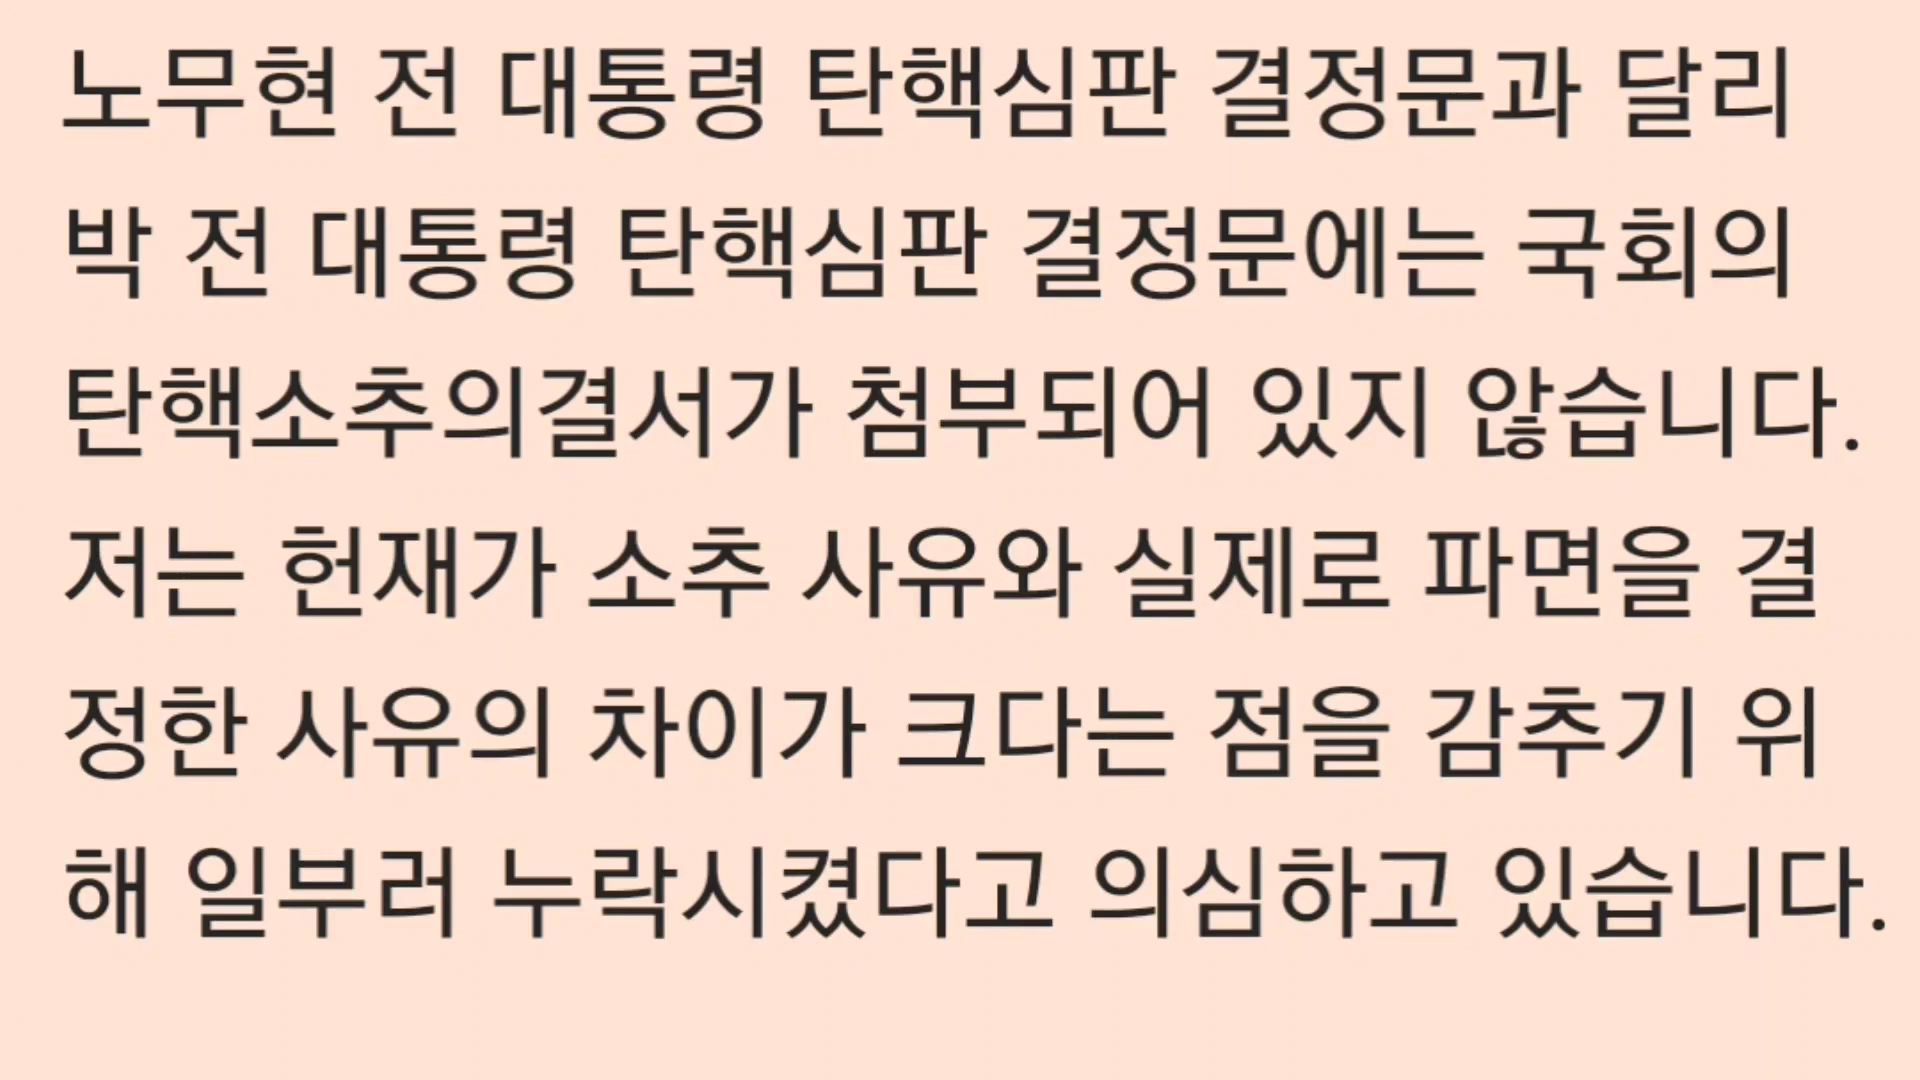 노무현 전 대통령 탄핵심판 결정문과 달리
박 전 대통령 탄핵심판 결정문에는 국회의
탄핵소추의결서가 첨부되어 있지 않습니다.
저는 헌재가 소추 사유와 실제로 파면을 결
정한 사유의 차이가 크다는 점을 감추기 위
해 일부러 누락시켰다고 의심하고 있습니다.